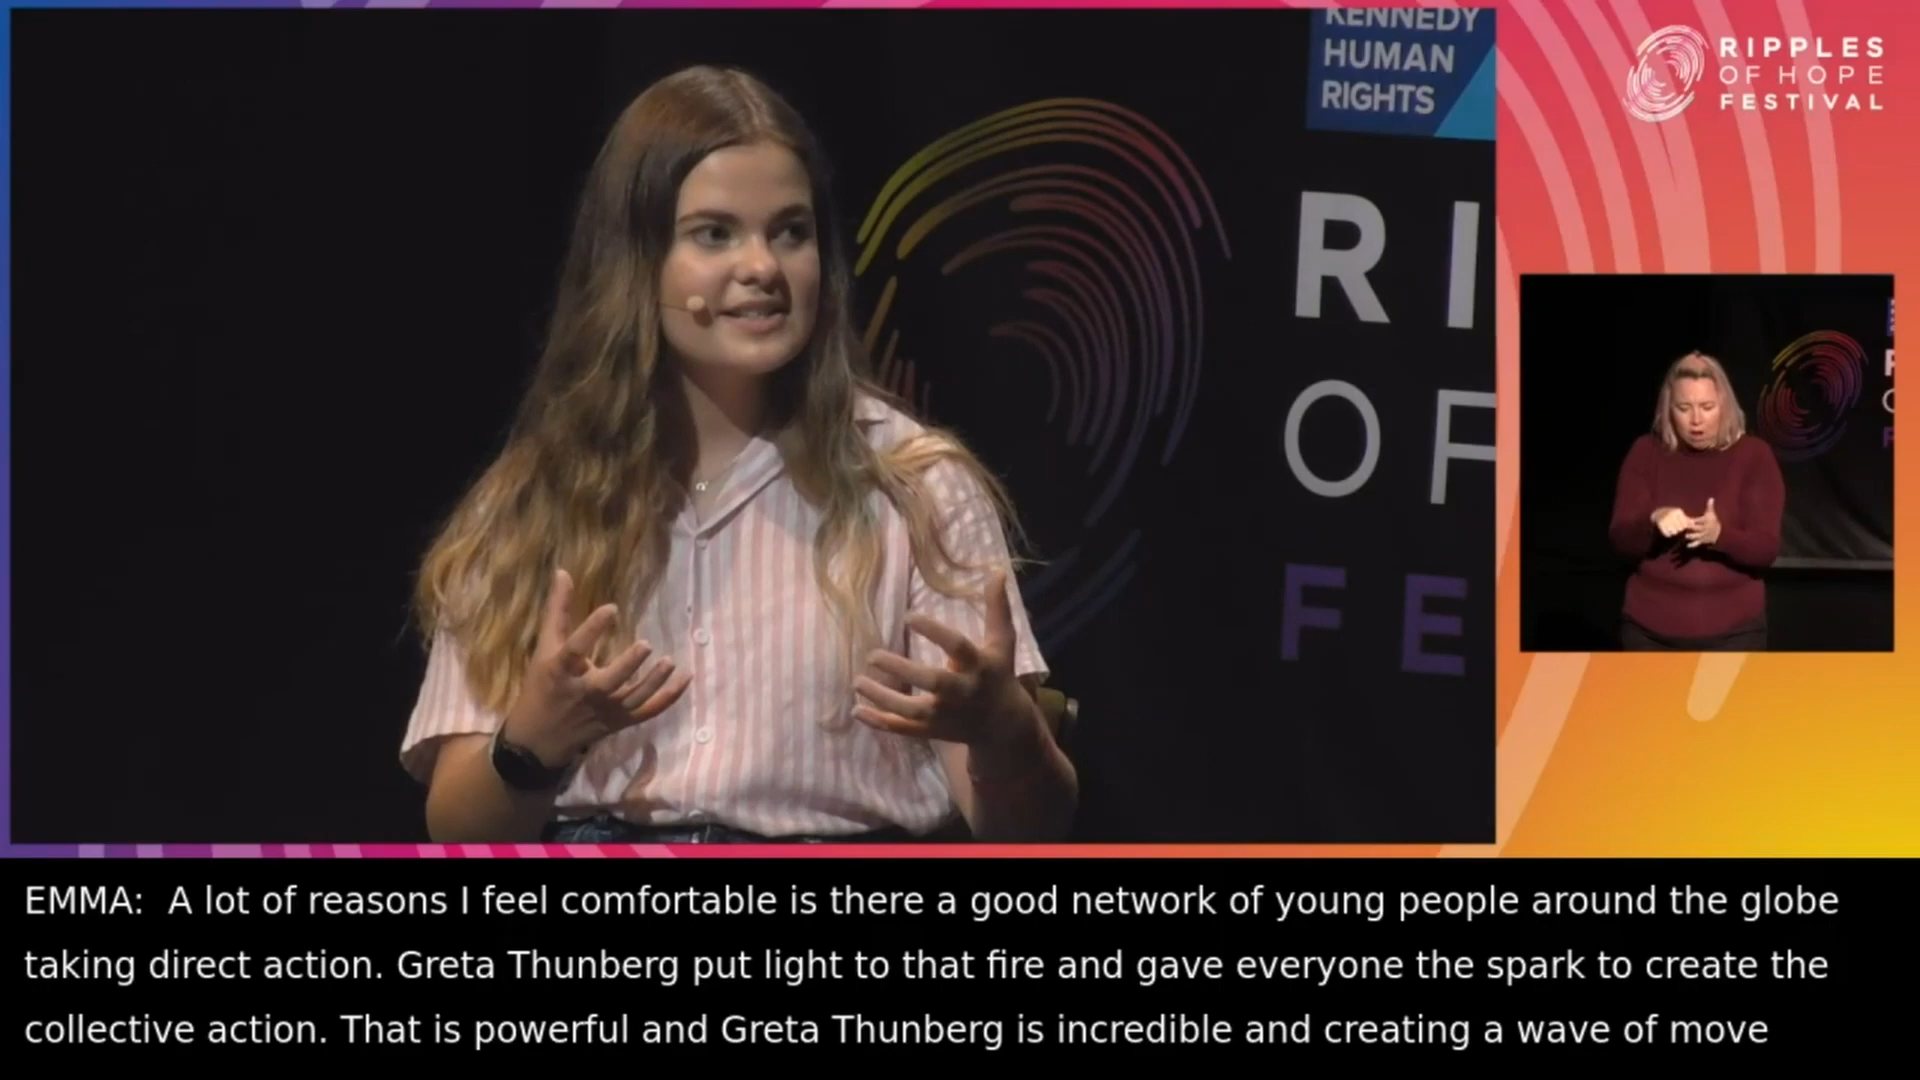 KENNEDY
HUMAN
RIGHTS
RI
OF
FE
RIPPLES
OF HOPE
FESTIVAL
EMMA:  A lot of reasons I feel comfortable is there a good network of young people around the globe
taking direct action. Greta Thunberg put light to that fire and gave everyone the spark to create the
collective action. That is powerful and Greta Thunberg is incredible and creating a wave of move